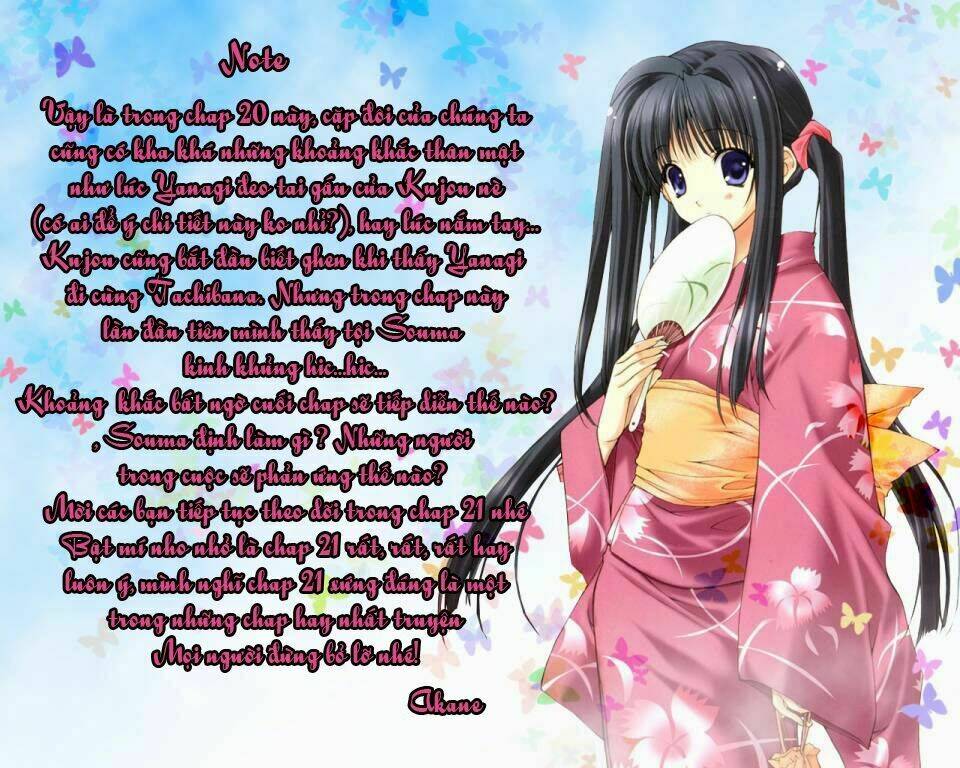 Note
Vậy là trong chap 20 này, cặp đôi của chúng ta
cũng có kha khá những khoảng khắc thân mật
như lúc Yanagi đeo tai gấu của Kujou nè
(có ai để ý chi tiết này ko nhỉ?), hay lúc nắm tay...
Kujou cũng bắt đầu biết ghen khi thấy Yanagi
đi cùng Tachibana. Nhưng trong chap này
lần đầu tiên mình thấy tội Souma
kinh khủng hic...hic...
Khoảng khắc bất ngờ cuối chap sẽ tiếp diễn thế nào?
, Souma định làm gì ? Những người
trong cuộc sẽ phản ứng thế nào?
Mời các bạn tiếp tục theo dõi trong chap 21 nhé
Bật mí nho nhỏ là chap 21 rất, rất, rất hay
luôn ý, mình nghĩ chap 21 xứng đáng là một
trong những chap hay nhất truyện
Mọi người đừng bỏ lỡ nhé!
Akane